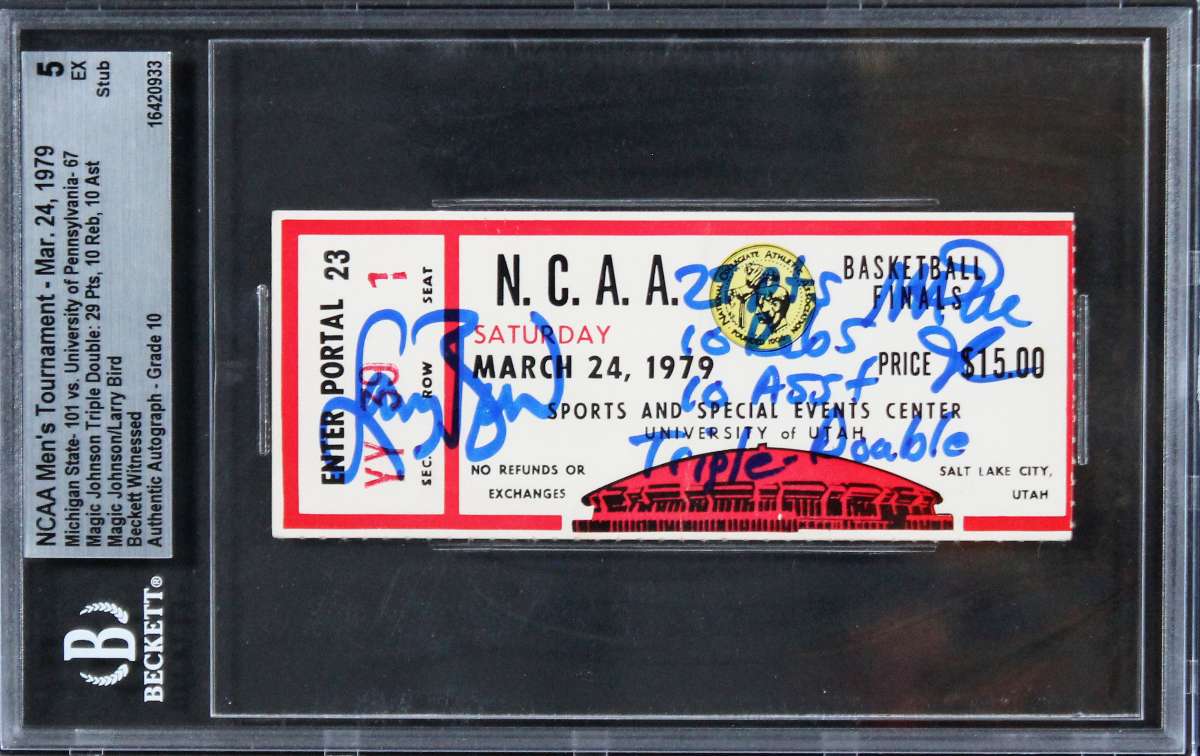 NCAA Men's Tournament - Mar. 24, 1979
Michigan State- 101 vs. University of Pennsylvania- 67
Magic Johnson Triple Double: 29 Pts, 10 Reb, 10 Ast
Magic Johnson/Larry Bird
Beckett Witnessed
Authentic Autograph - Grade 10
5
EX
Stub
16420933
B
BECKETT®
ENTER PORTAL 23
YY 39 1
SEC. ROW SEAT
N.C.A.A.
BASKETBALL
FINALS
SATURDAY
MARCH 24, 1979
PRICE $15.00
SPORTS AND SPECIAL EVENTS CENTER
UNIVERSITY of UTAH
NO REFUNDS OR
EXCHANGES
SALT LAKE CITY,
UTAH
Larry Bird
29 pts
10 Rebs
10 Asst
Triple-Double